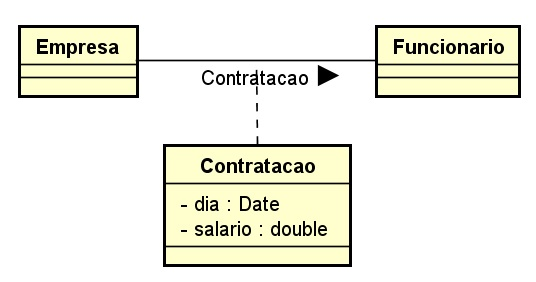 Empresa
Funcionario
Contratacao
Contratacao
- dia : Date
- salario : double